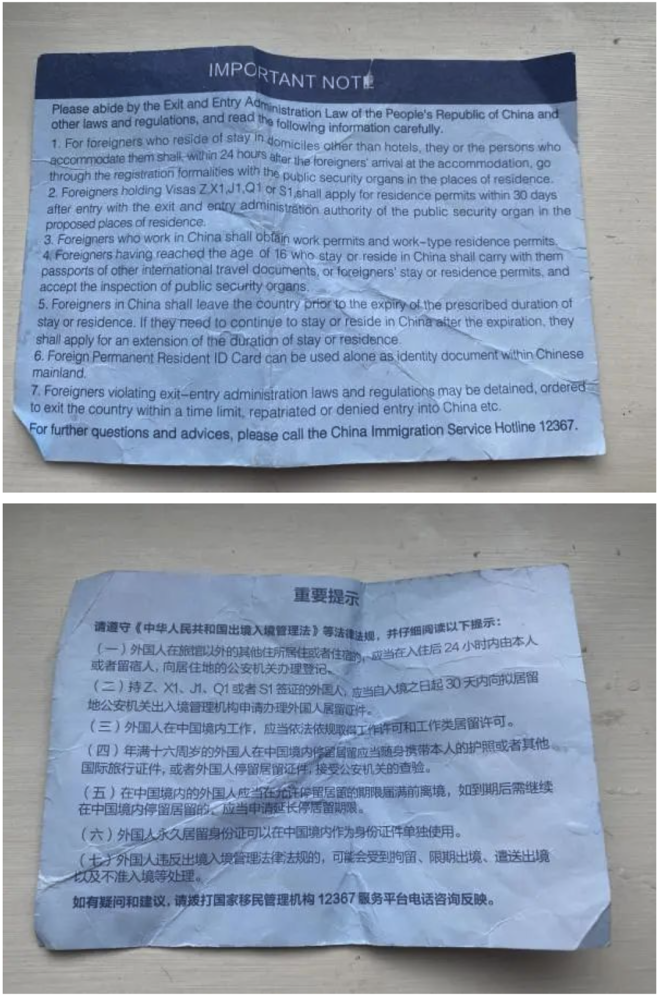 IMPORTANT NOTE
Please abide by the Exit and Entry Administration Law of the People's Republic of China and
other laws and regulations, and read the following information carefully.
1. For foreigners who reside of stay in domiciles other than hotels, they or the persons who
accommodate them shall, within 24 hours after the foreigners' arrival at the accommodation, go
through the registration formalities with the public security organs in the places of residence.
2. Foreigners holding Visas Z,X1,J1,Q1 or S1,shall apply for residence permits within 30 days
after entry with the exit and entry administration authority of the public security organ in the
proposed places of residence.
3. Foreigners who work in China shall obtain work permits and work-type residence permits.
4. Foreigners having reached the age of 16 who stay or reside in China shall carry with them
passports of other international travel documents, or foreigners' stay or residence permits, and
accept the inspection of public security organs.
5. Foreigners in China shall leave the country prior to the expiry of the prescribed duration of
stay or residence. If they need to continue to stay or reside in China after the expiration, they
shall apply for an extension of the duration of stay or residence.
6. Foreign Permanent Resident ID Card can be used alone as identity document within Chinese
mainland.
7. Foreigners violating exit-entry administration laws and regulations may be detained, ordered
to exit the country within a time limit, repatriated or denied entry into China etc.
For further questions and advices, please call the China Immigration Service Hotline 12367.
重要提示
请遵守《中华人民共和国出境入境管理法》等法律法规，并仔细阅读以下提示：
（一）外国人在旅馆以外的其他住所居住或者住宿的，应当在入住后 24 小时内由本人
或者留宿人，向居住地的公安机关办理登记。
（二）持 Z、X1、J1、Q1 或者 S1 签证的外国人，应当自入境之日起 30 天内向拟居留
地公安机关出入境管理机构申请办理外国人居留证件。
（三）外国人在中国境内工作，应当依法依规取得工作许可和工作类居留许可。
（四）年满十六周岁的外国人在中国境内停留居留应当随身携带本人的护照或者其他
国际旅行证件，或者外国人停留居留证件，接受公安机关的查验。
（五）在中国境内的外国人应当在允许停留居留的期限届满前离境，如到期后需继续
在中国境内停留居留的，应当申请延长停居留期限。
（六）外国人永久居留身份证可以在中国境内作为身份证件单独使用。
（七）外国人违反出境入境管理法律法规的，可能会受到拘留、限期出境、遣送出境
以及不准入境等处理。
如有疑问和建议，请拨打国家移民管理机构 12367 服务平台电话咨询反映。